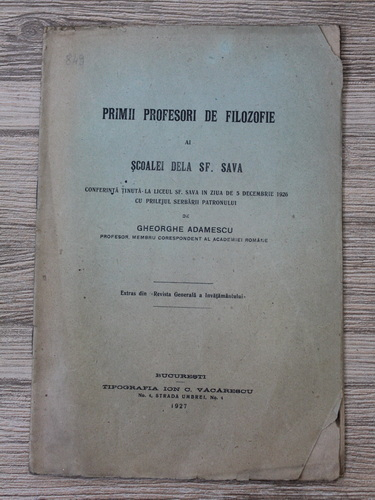 849
PRIMII PROFESORI DE FILOZOFIE
AI
ȘCOALEI DELA SF. SAVA
CONFERINȚĂ ȚINUTĂ LA LICEUL SF. SAVA IN ZIUA DE 5 DECEMBRIE 1926
CU PRILEJUL SERBĂRII PATRONULUI
DE
GHEORGHE ADAMESCU
PROFESOR, MEMBRU CORESPONDENT AL ACADEMIEI ROMÂNE
Extras din «Revista Generală a Invățământului»
BUCUREȘTI
TIPOGRAFIA ION C. VĂCĂRESCU
No. 4, STRADA UMBREI, No. 4
1927